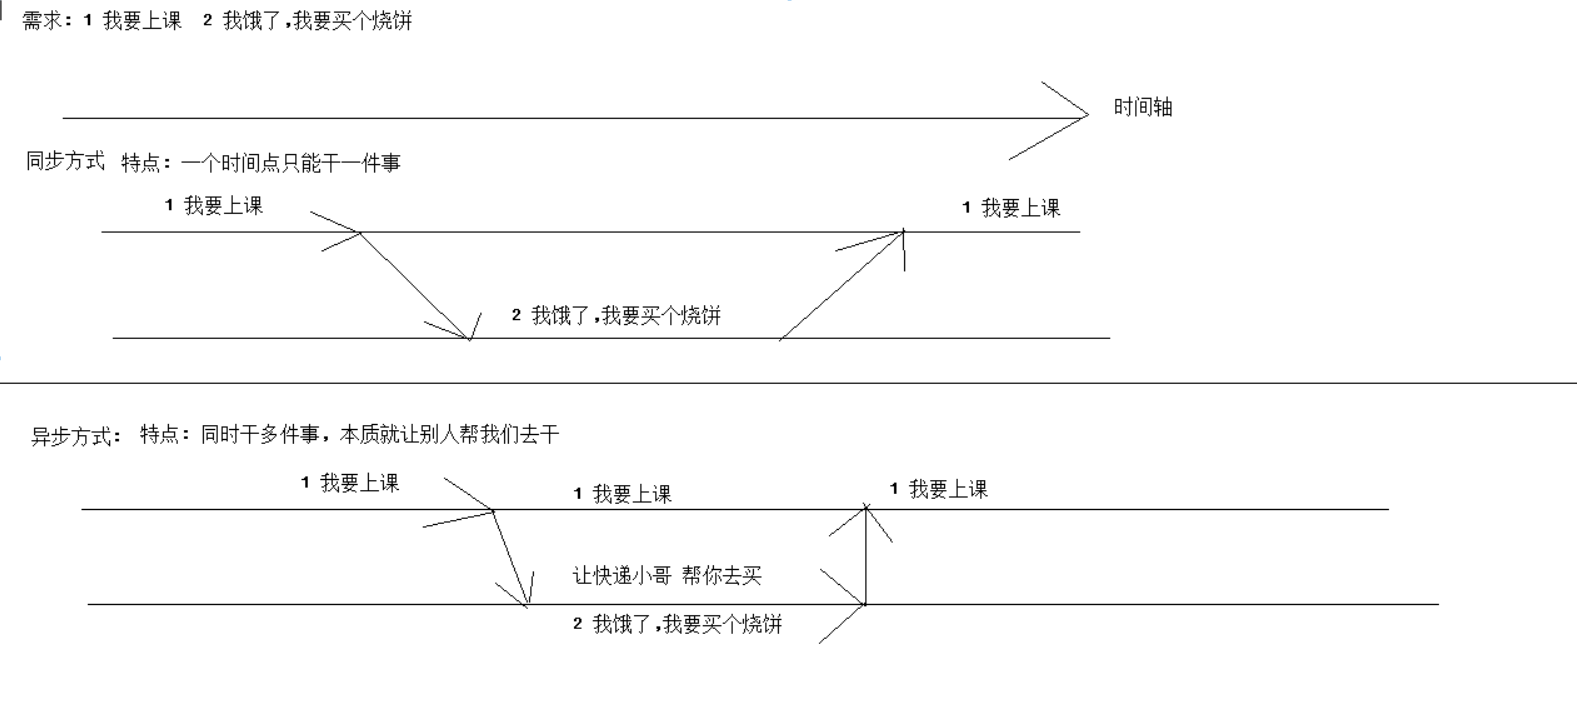 需求：1 我要上课 2 我饿了,我要买个烧饼
时间轴
同步方式 特点：一个时间点只能干一件事
1 我要上课
1 我要上课
2 我饿了,我要买个烧饼
异步方式： 特点：同时干多件事，本质就让别人帮我们去干
1 我要上课
1 我要上课
1 我要上课
让快递小哥 帮你去买
2 我饿了,我要买个烧饼